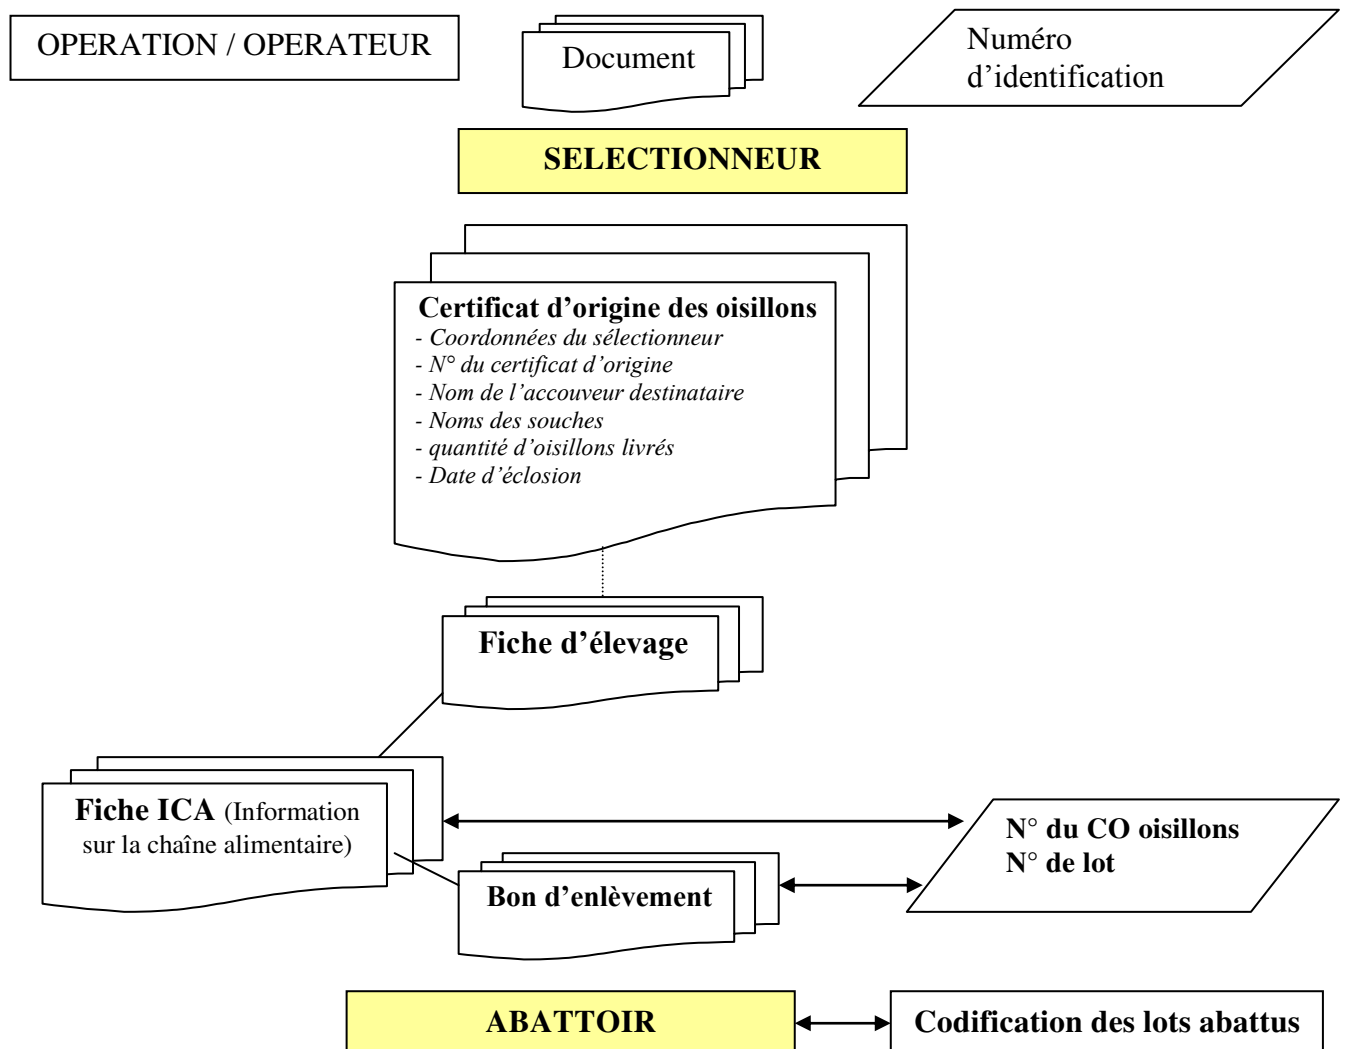 OPERATION / OPERATEUR
Document
Numéro
d’identification
SELECTIONNEUR
Certificat d’origine des oisillons
- Coordonnées du sélectionneur
- N° du certificat d’origine
- Nom de l’accouveur destinataire
- Noms des souches
- quantité d’oisillons livrés
- Date d’éclosion
Fiche d’élevage
Fiche ICA (Information
sur la chaîne alimentaire)
N° du CO oisillons
N° de lot
Bon d’enlèvement
ABATTOIR
Codification des lots abattus